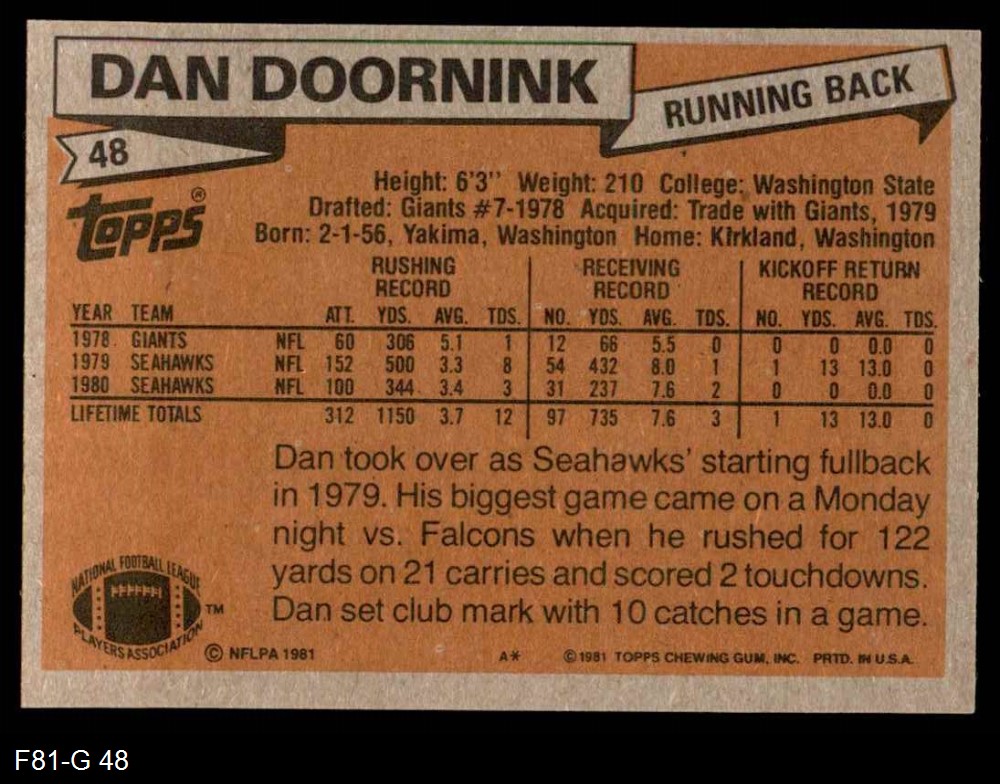 DAN DOORNINK
RUNNING BACK
48
TOPPS®
Height: 6'3'' Weight: 210 College: Washington State
Drafted: Giants #7-1978 Acquired: Trade with Giants, 1979
Born: 2-1-56, Yakima, Washington Home: Kirkland, Washington
RUSHING RECORD RECEIVING RECORD KICKOFF RETURN RECORD
YEAR TEAM ATT. YDS. AVG. TDS. NO. YDS. AVG. TDS. NO. YDS. AVG. TDS.
1978 GIANTS NFL 60 306 5.1 1 12 66 5.5 0 0 0 0.0 0
1979 SEAHAWKS NFL 152 500 3.3 8 54 432 8.0 1 1 13 13.0 0
1980 SEAHAWKS NFL 100 344 3.4 3 31 237 7.6 2 0 0 0.0 0
LIFETIME TOTALS 312 1150 3.7 12 97 735 7.6 3 1 13 13.0 0
Dan took over as Seahawks' starting fullback
in 1979. His biggest game came on a Monday
night vs. Falcons when he rushed for 122
yards on 21 carries and scored 2 touchdowns.
Dan set club mark with 10 catches in a game.
NATIONAL FOOTBALL LEAGUE
PLAYERS ASSOCIATION
TM
© NFLPA 1981 A* ©1981 TOPPS CHEWING GUM, INC. PRTD. IN U.S.A.
F81-G 48